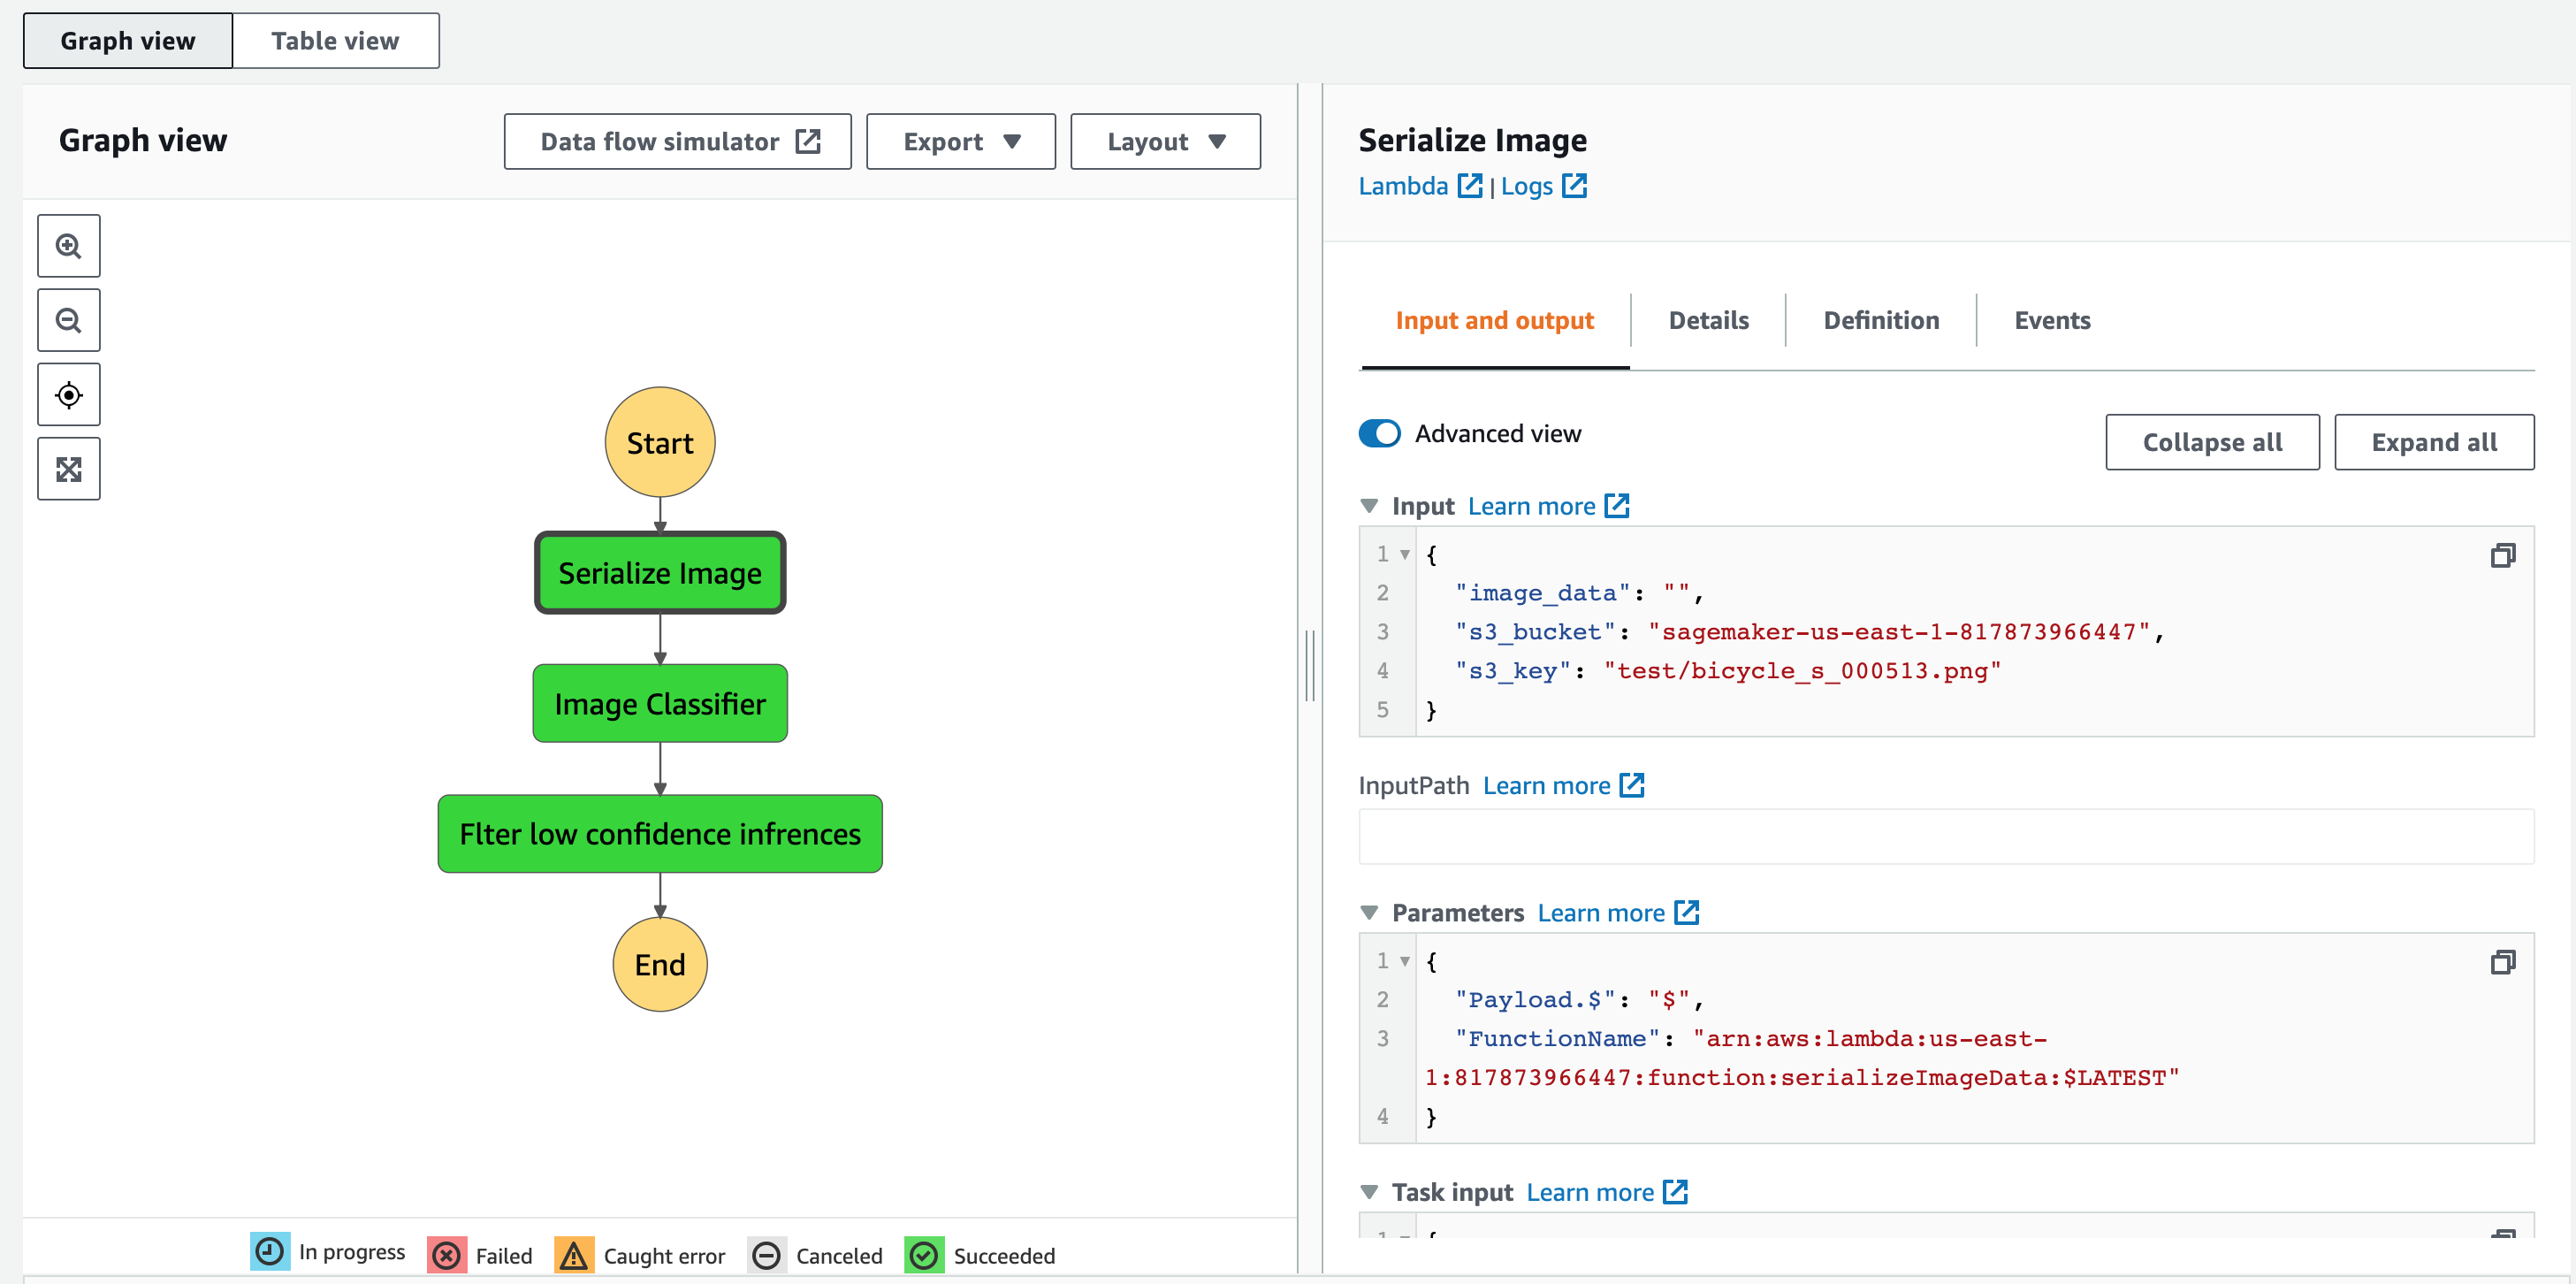 Graph view
Table view
Graph view
Data flow simulator
Export
Layout
Start
Serialize Image
Image Classifier
Flter low confidence infrences
End
In progress
Failed
Caught error
Canceled
Succeeded
Serialize Image
Lambda | Logs
Input and output
Details
Definition
Events
Advanced view
Collapse all
Expand all
Input Learn more
1 {
2 "image_data": "",
3 "s3_bucket": "sagemaker-us-east-1-817873966447",
4 "s3_key": "test/bicycle_s_000513.png"
5 }
InputPath Learn more
Parameters Learn more
1 {
2 "Payload.$": "$",
3 "FunctionName": "arn:aws:lambda:us-east-
1:817873966447:function:serializeImageData:$LATEST"
4 }
Task input Learn more
1 {